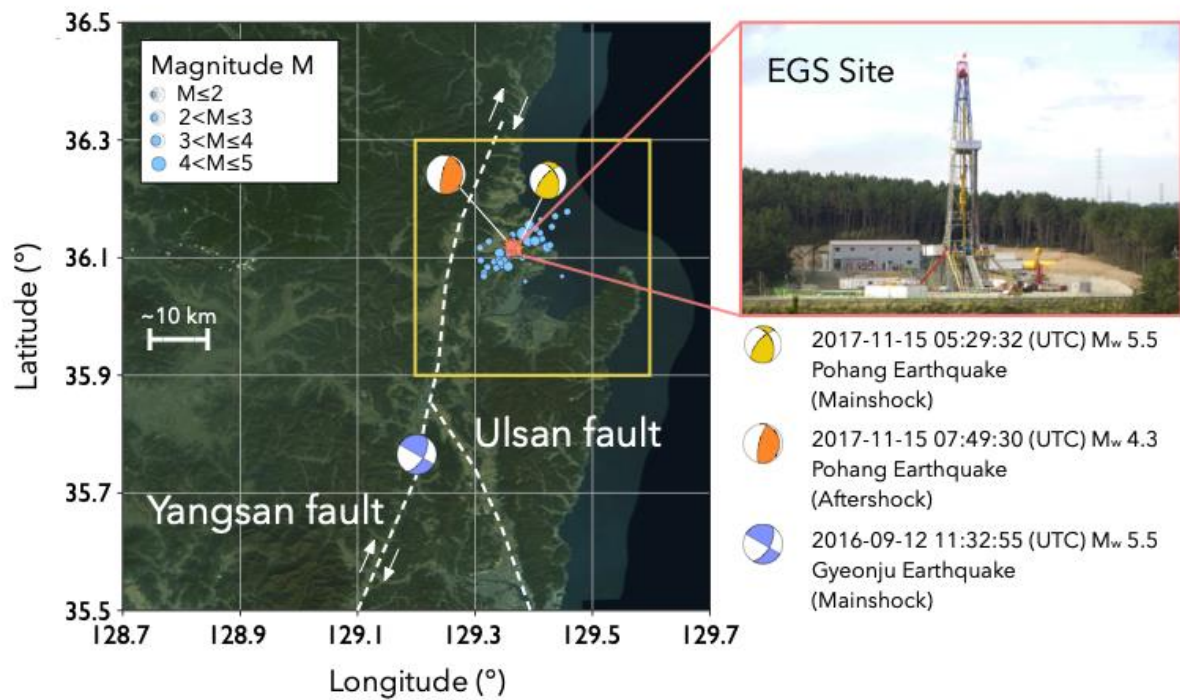 36.5
36.3
36.1
35.9
35.7
35.5
Latitude (°)
128.7
128.9
129.1
129.3
129.5
129.7
Longitude (°)
Magnitude M
M≤2
2<M≤3
3<M≤4
4<M≤5
~10 km
Ulsan fault
Yangsan fault
EGS Site
2017-11-15 05:29:32 (UTC) Mw 5.5
Pohang Earthquake
(Mainshock)
2017-11-15 07:49:30 (UTC) Mw 4.3
Pohang Earthquake
(Aftershock)
2016-09-12 11:32:55 (UTC) Mw 5.5
Gyeonju Earthquake
(Mainshock)